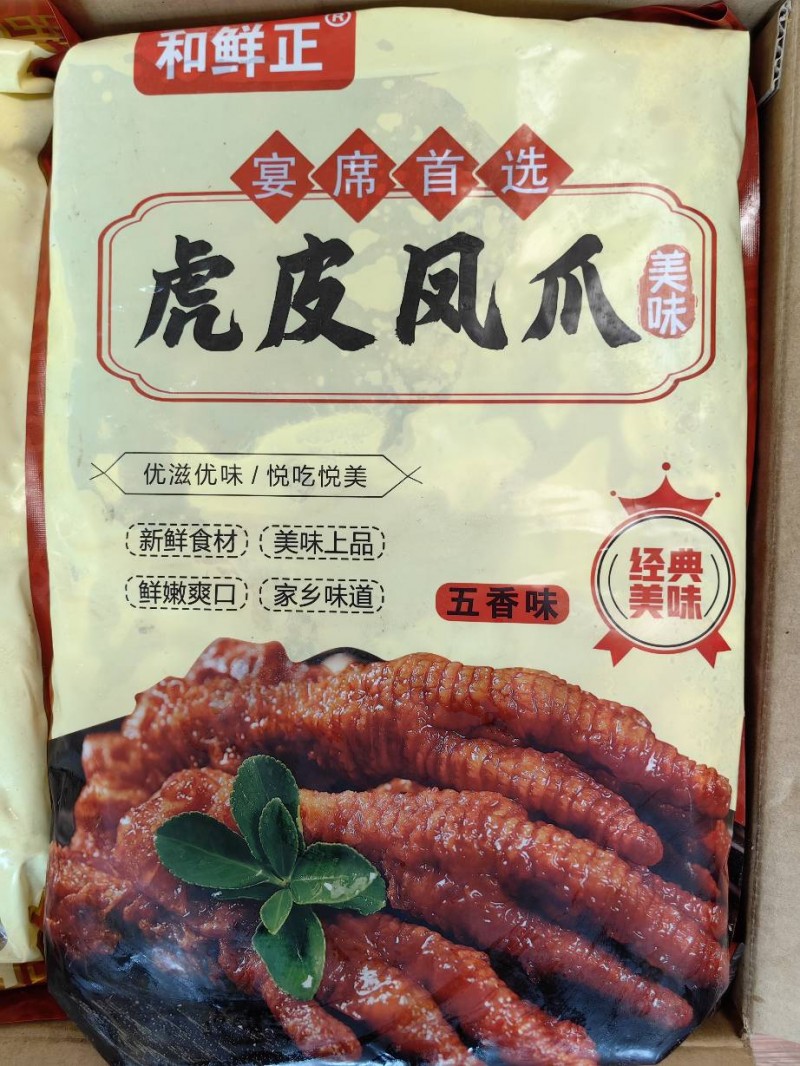 和鲜正®
宴席首选
虎皮凤爪
美味
优滋优味 / 悦吃悦美
新鲜食材 美味上品
鲜嫩爽口 家乡味道
五香味
经典
美味